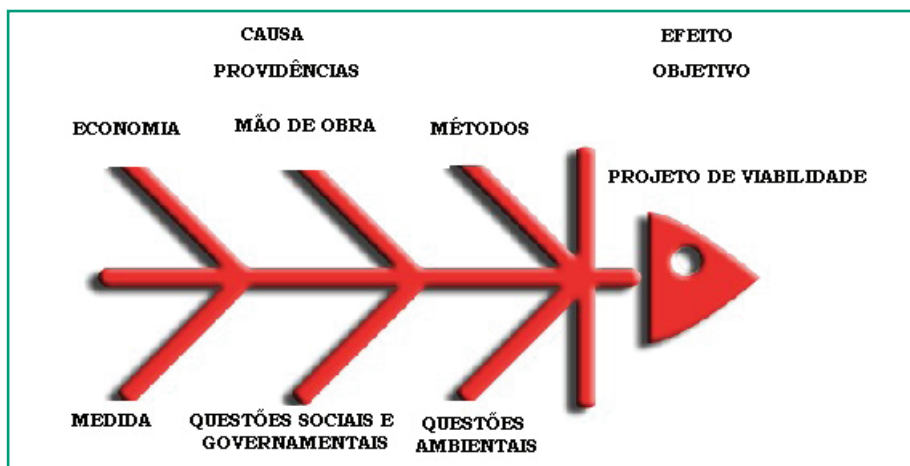 CAUSA
EFEITO
PROVIDÊNCIAS
OBJETIVO
ECONOMIA
MÃO DE OBRA
MÉTODOS
PROJETO DE VIABILIDADE
MEDIDA
QUESTÕES SOCIAIS E
GOVERNAMENTAIS
QUESTÕES
AMBIENTAIS